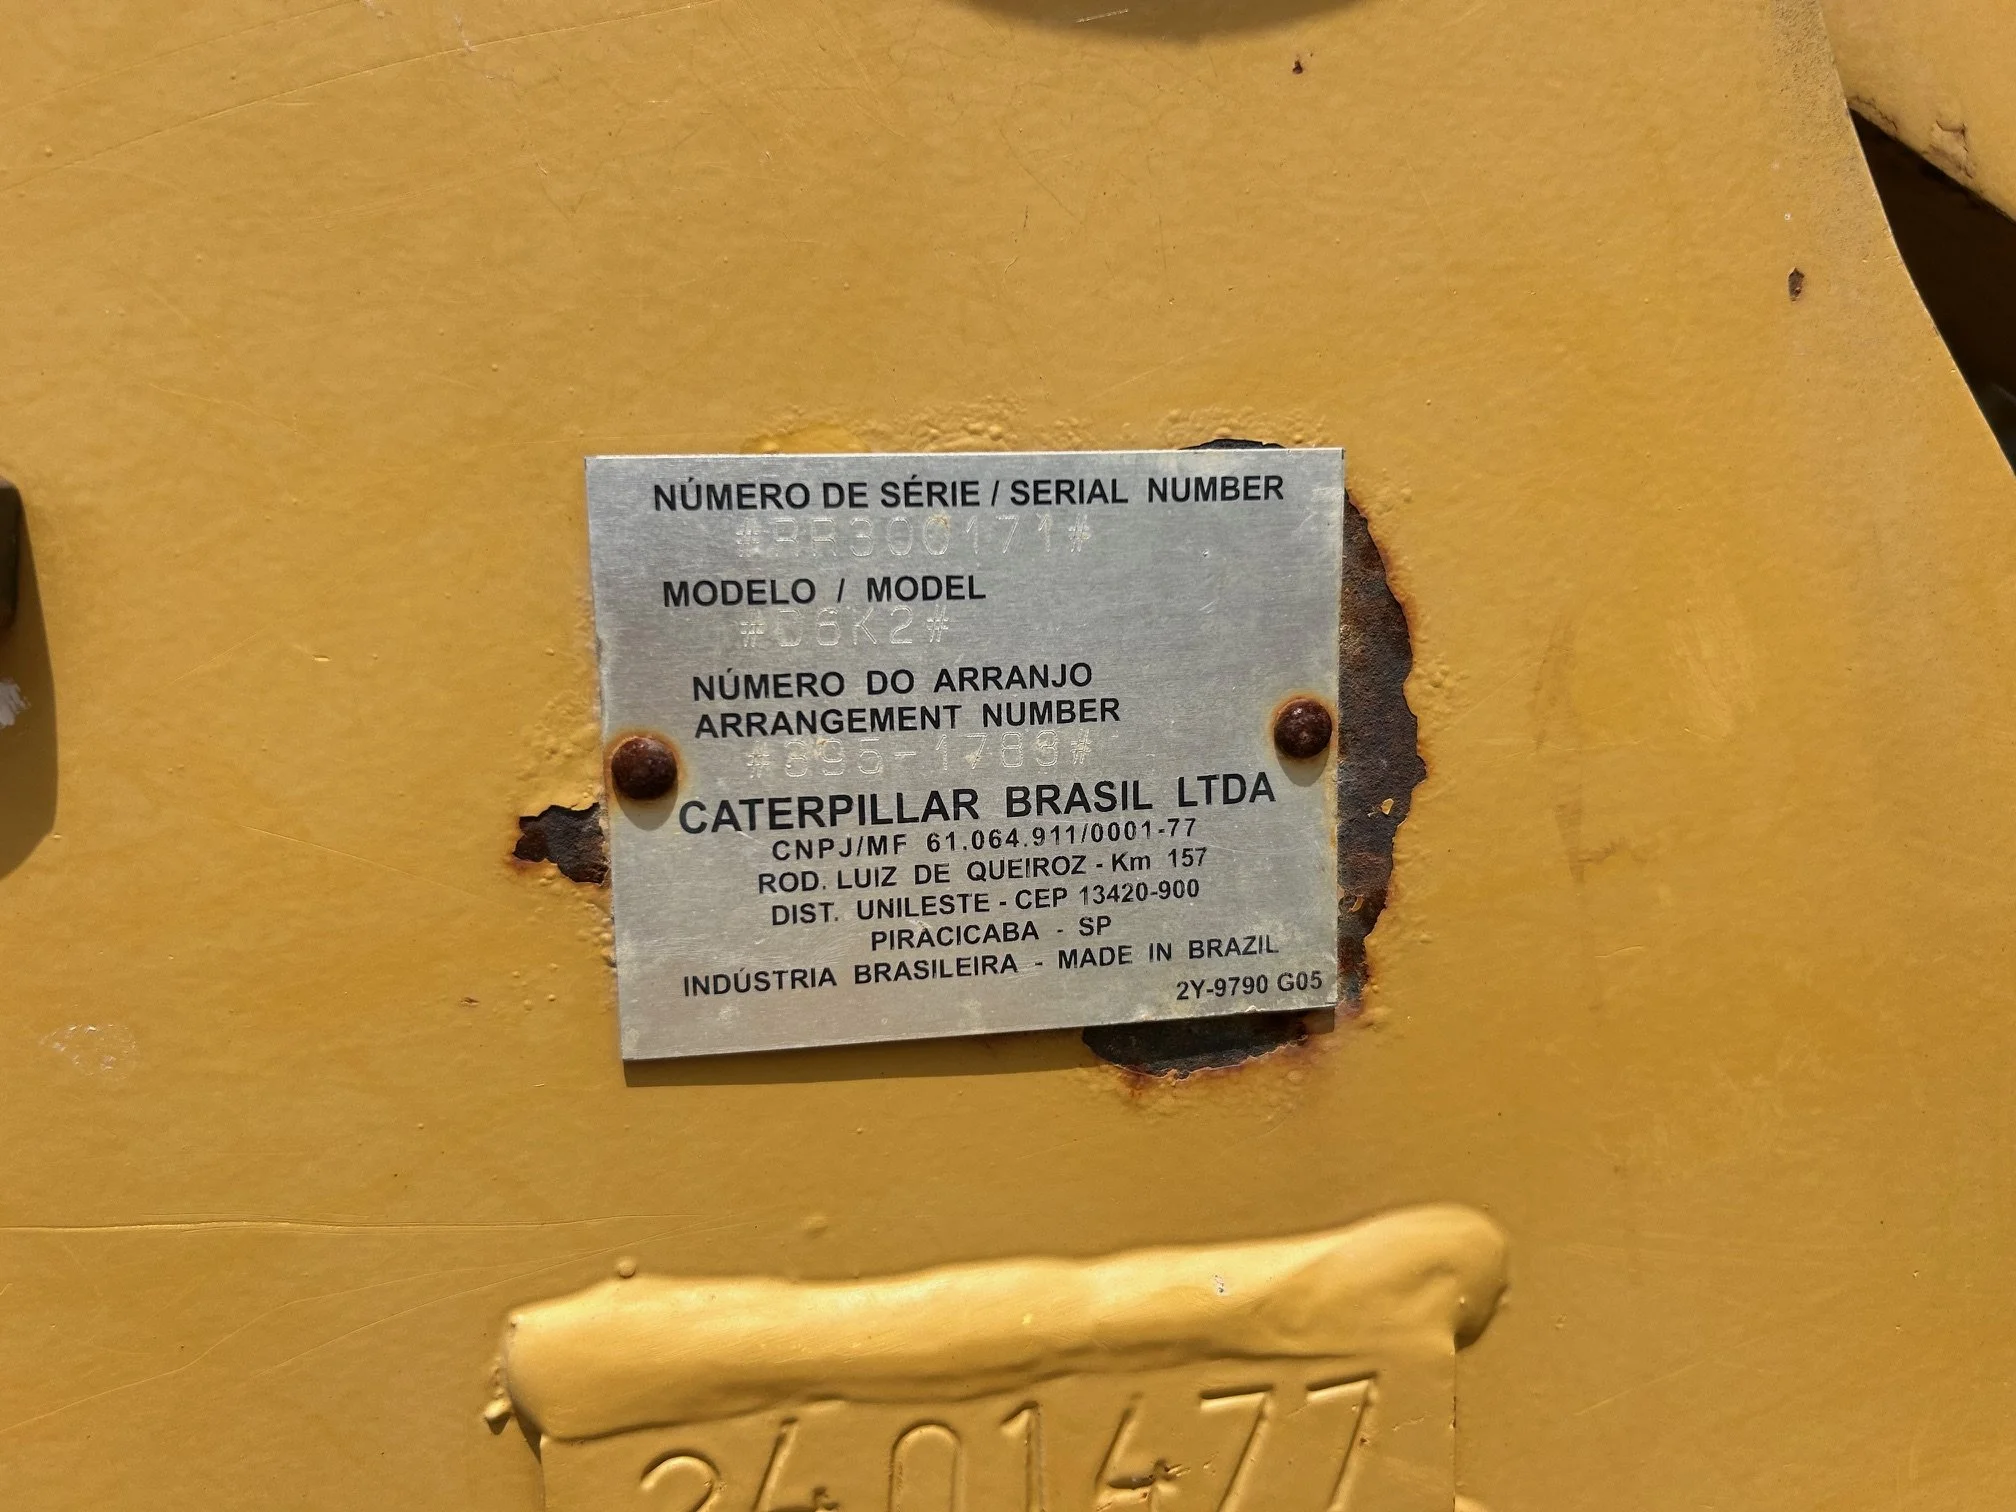 NÚMERO DE SÉRIE / SERIAL NUMBER
#RR300171#
MODELO / MODEL
#D6K2#
NÚMERO DO ARRANJO
ARRANGEMENT NUMBER
CATERPILLAR BRASIL LTDA
CNPJ/MF 61.064.911/0001-77
ROD. LUIZ DE QUEIROZ - Km 157
DIST. UNILESTE - CEP 13420-900
PIRACICABA - SP
INDÚSTRIA BRASILEIRA - MADE IN BRAZIL
2Y-9790 G05
2401477